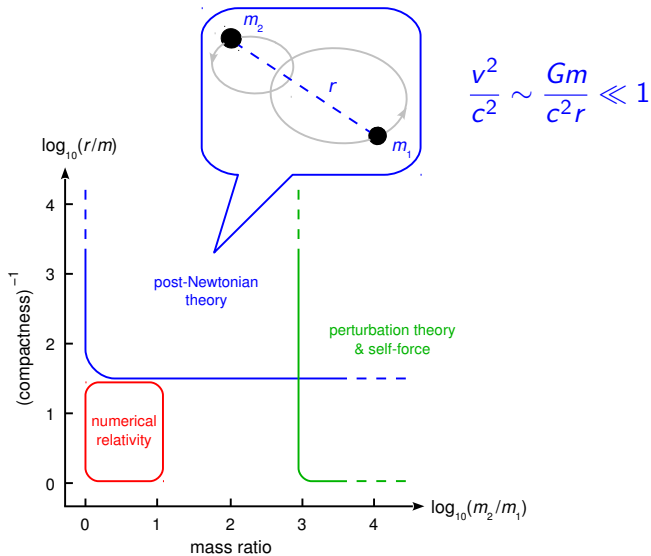 m₂
r
m₁
v²/c² ∼ Gm/c²r ≪ 1
log₁₀(r/m)
4
3
2
1
0
(compactness)⁻¹
post-Newtonian
theory
perturbation theory
& self-force
numerical
relativity
0 1 2 3 4
log₁₀(m₂/m₁)
mass ratio